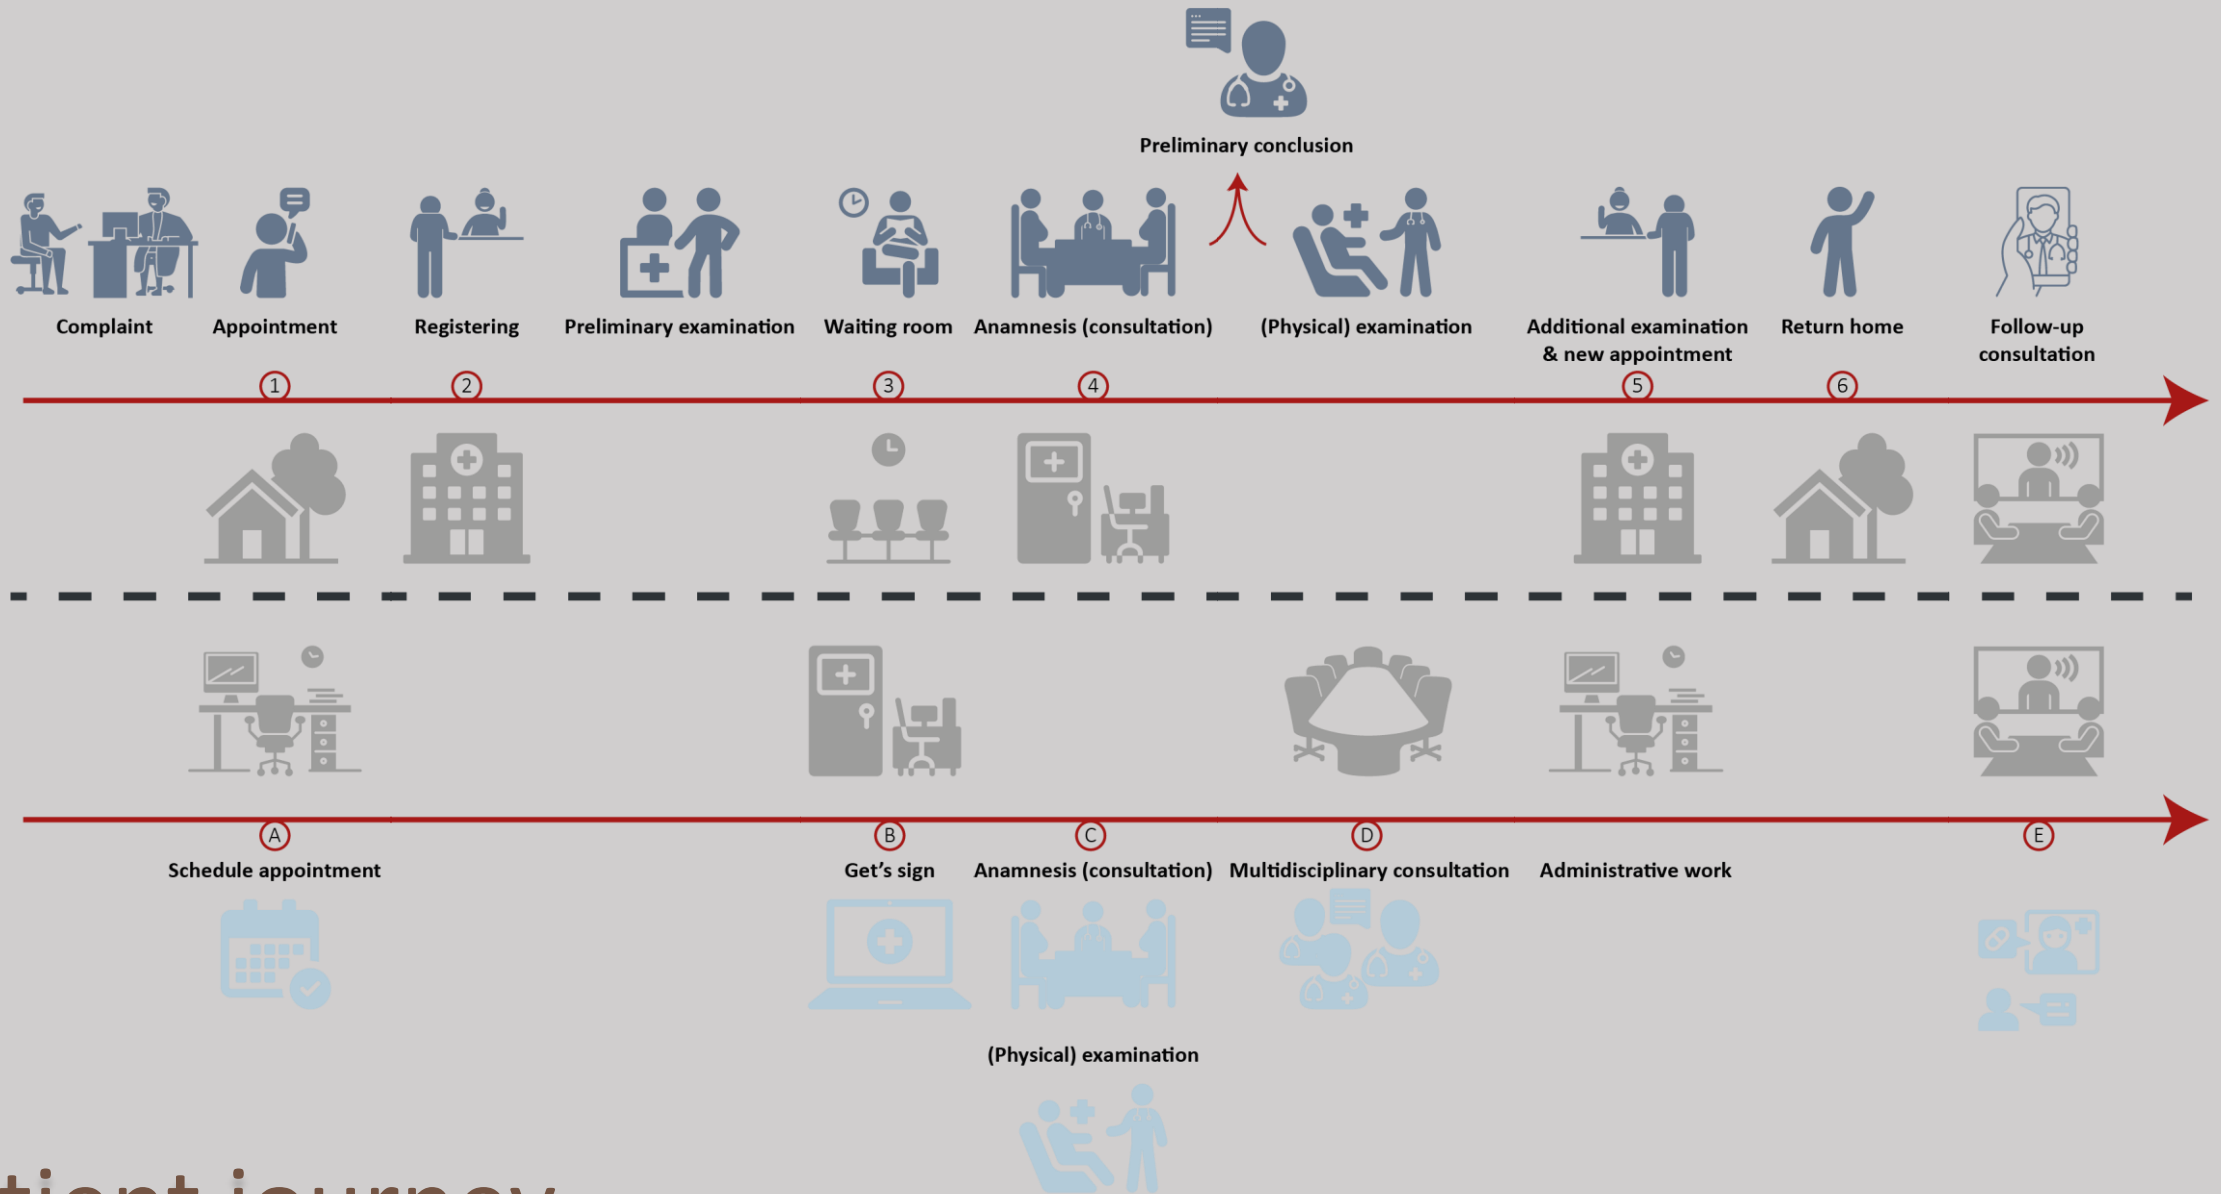 Preliminary conclusion
Complaint
Appointment
Registering
Preliminary examination
Waiting room
Anamnesis (consultation)
(Physical) examination
Additional examination
& new appointment
Return home
Follow-up
consultation
1
2
3
4
5
6
A
B
C
D
E
Schedule appointment
Get's sign
Anamnesis (consultation)
Multidisciplinary consultation
Administrative work
(Physical) examination
journey